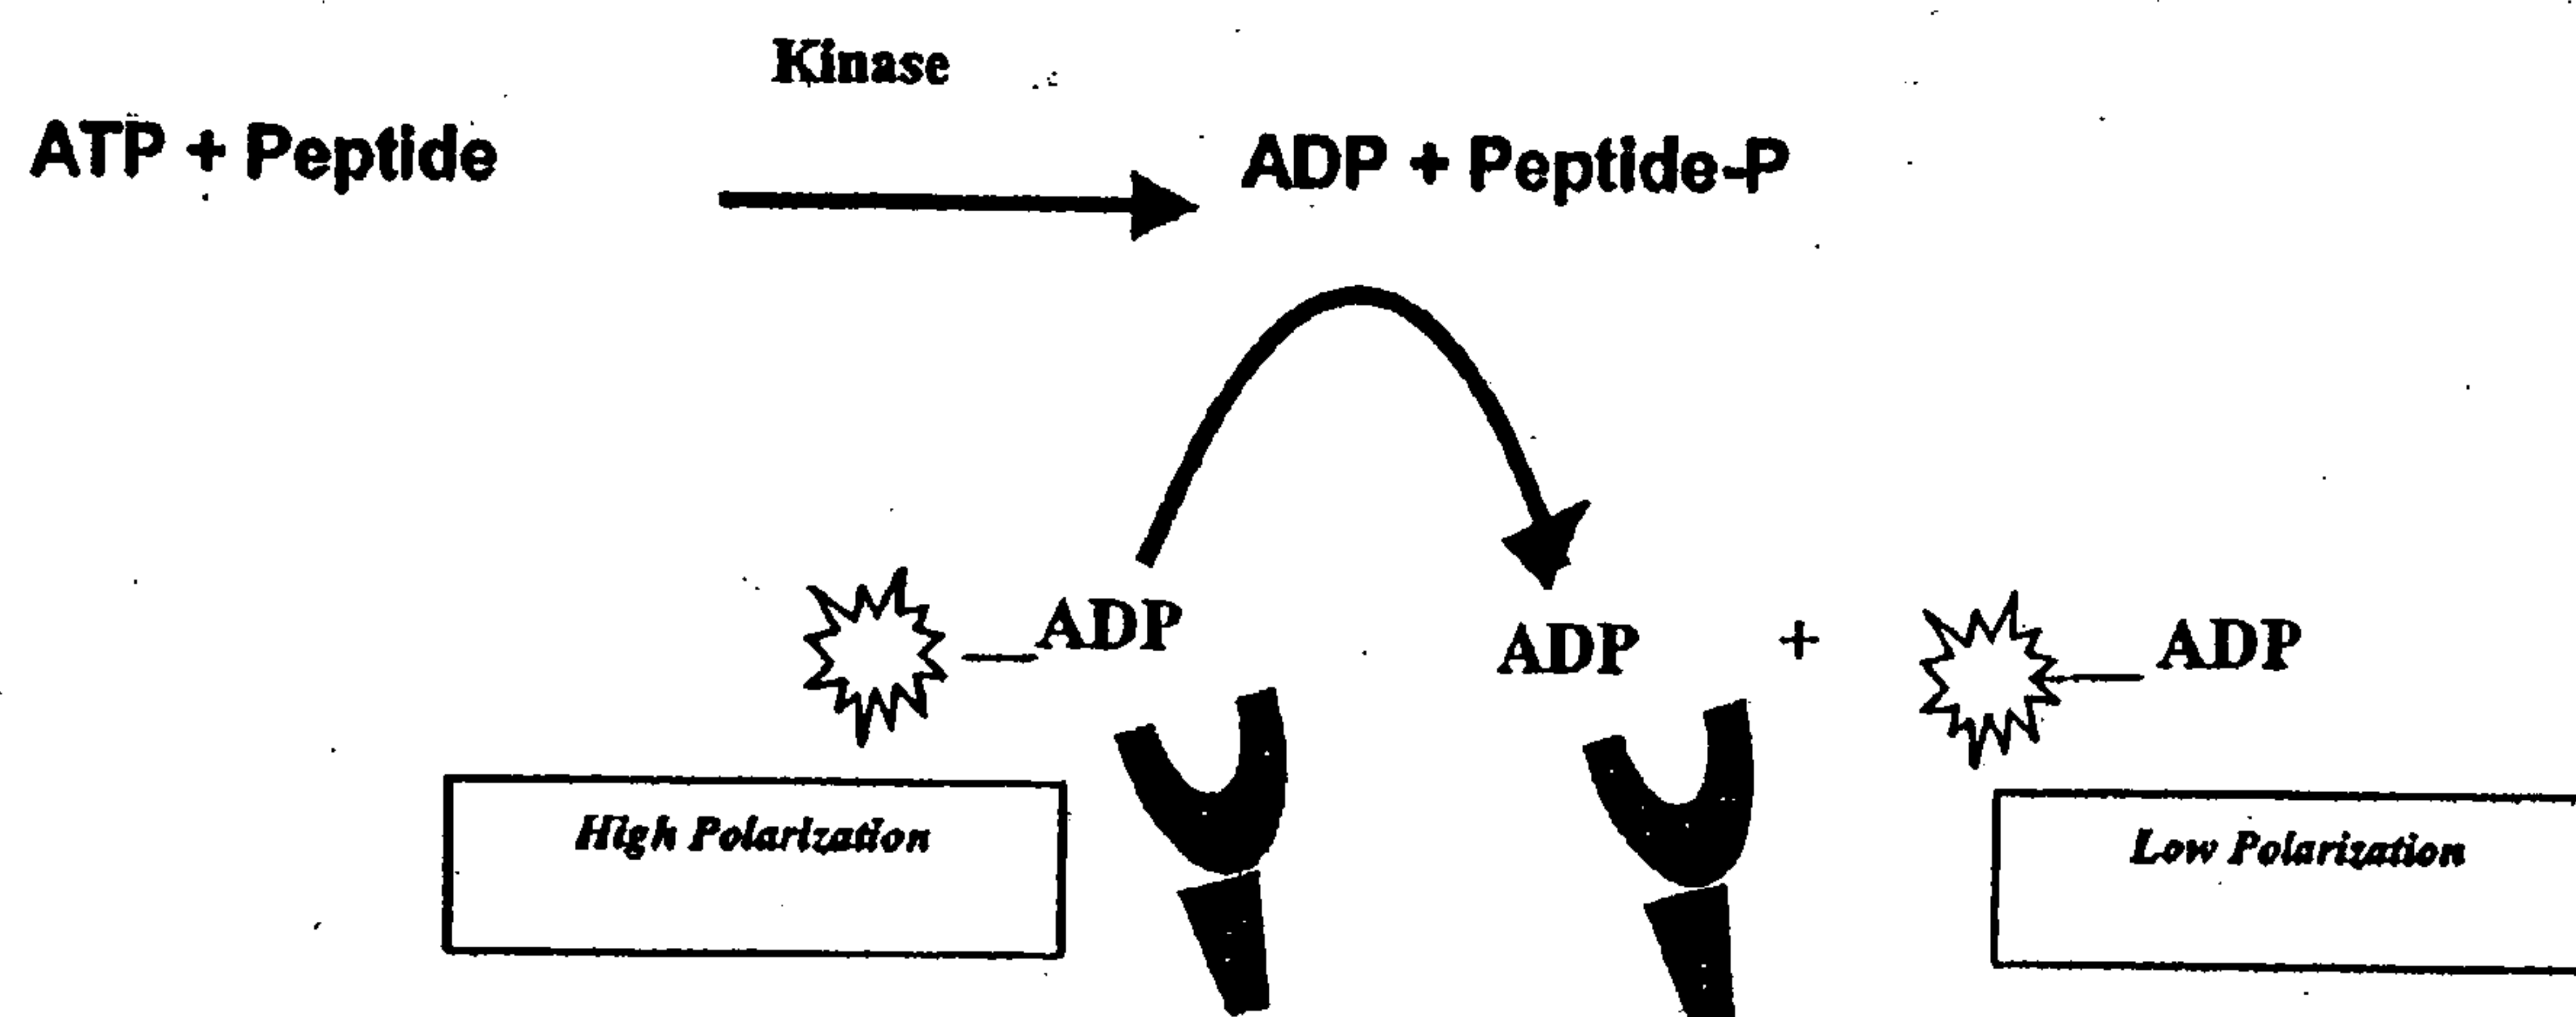 Kinase
ATP + Peptide
ADP + Peptide-P
ADP
ADP
+
ADP
High Polarization
Low Polarization